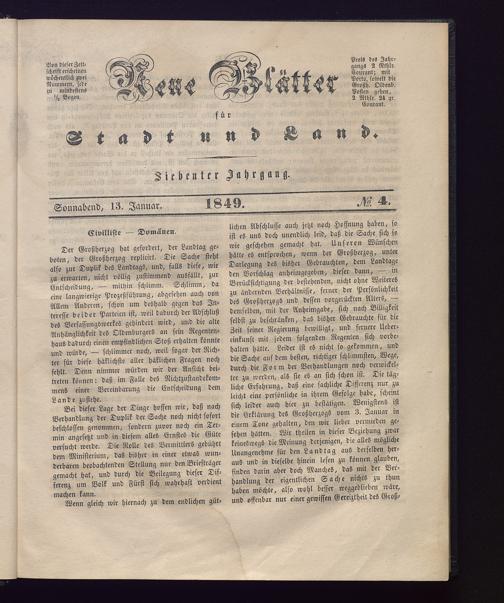 Von dieser Zeit-
schrift erscheinen
wöchentlich zwei
Nummern, jede
zu mindestens
½ Bogen.
Neue Blätter
Preis des Jahr-
gangs 2 Rthlr.
Courant; mit
Porto, soweit die
Großh. Oldenb.
Posten gehen,
2 Rthlr. 24 gr.
Courant.
für
Stadt und Land.
Siebenter Jahrgang.
Sonnabend, 13. Januar.
1849.
№ 4.
Civilliste — Domänen.
Der Großherzog hat gefordert, der Landtag ge-
boten, der Großherzog replicirt. Die Sache steht
also zur Duplik des Landtags, und, falls diese, wie
zu erwarten, nicht völlig zustimmend ausfällt, zur
Entscheidung, — mithin schlimm. Schlimm, da
eine langwierige Prozeßführung, abgesehen auch von
Allem Anderen, schon um deshalb gegen das In-
teresse beider Parteien ist, weil dadurch der Abschluß
des Verfassungswerkes gehindert wird, und die alte
Anhänglichkeit des Oldenburgers an sein Regenten-
haus dadurch einen empfindlichen Stoß erhalten könnte
und würde, — schlimmer noch, weil sogar der Rich-
ter für diese häklichste aller häklichen Fragen noch
fehlt. Denn nimmer würden wir der Ansicht bei-
treten können, daß im Falle des Nichtzustandekom-
mens einer Vereinbarung die Entscheidung dem
Lande zustehe.
Bei dieser Lage der Dinge hoffen wir, daß nach
Verhandlung der Duplik der Sache noch nicht sofort
beschlossen genommen, sondern zuvor noch ein Ter-
min angesetzt und in diesem alles Ernstes die Güte
versucht werde. Die Rolle des Vermittlers gebührt
dem Ministerium, das bisher in einer etwas wun-
derbaren beobachtenden Stellung nur den Briefträger
gemacht hat, und durch die Beilegung dieser Dif-
ferenz um Volk und Fürst sich wahrhaft verdient
machen kann.
Wenn gleich wir hiernach zu dem endlichen güt-
lichen Abschlusse auch jetzt noch Hoffnung haben, so
ist es uns doch unendlich leid, daß die Sache sich so
wie geschehen gemacht hat. Unseren Wünschen
hätte es entsprochen, wenn der Großherzog, unter
Darlegung des bisher Gebrauchten, dem Landtage
den Vorschlag anheimgegeben, dieser dann, — in
Berücksichtigung der bestehenden, nicht ohne Weiteres
zu ändernden Verhältnisse, ferner der Persönlichkeit
des Großherzogs und dessen vorgerückten Alters, —
demselben, mit der Anheimgabe, sich nach Billigkeit
selbst zu beschränken, das bisher Gebrauchte für die
Zeit seiner Regierung bewilligt, und fernere Ueber-
einkunft mit jedem folgenden Regenten sich vorbe-
halten hätte. Leider ist es nicht so gekommen, und
die Sache auf dem besten, richtiger schlimmsten, Wege,
durch die Form der Verhandlungen noch verwickel-
ter zu werden, als sie es an sich schon ist. Die täg-
liche Erfahrung, daß eine sachliche Differenz nur zu
leicht eine persönliche in ihrem Gefolge habe, scheint
sich leider auch hier zu bestätigen. Wenigstens ist
die Erklärung des Großherzogs vom 3. Januar in
einem Tone gehalten, den wir lieber vermieden ge-
sehen hätten. Wir theilen in dieser Beziehung zwar
keineswegs die Meinung derjenigen, die alles mögliche
Unangenehme für den Landtag aus derselben her-
aus und in dieselbe hinein lesen zu können glauben,
finden darin aber doch Manches, das mit der Ver-
handlung der eigentlichen Sache nichts zu thun
haben möchte, also wohl besser weggeblieben wäre,
und offenbar nur einer gewissen Gereiztheit des Groß-